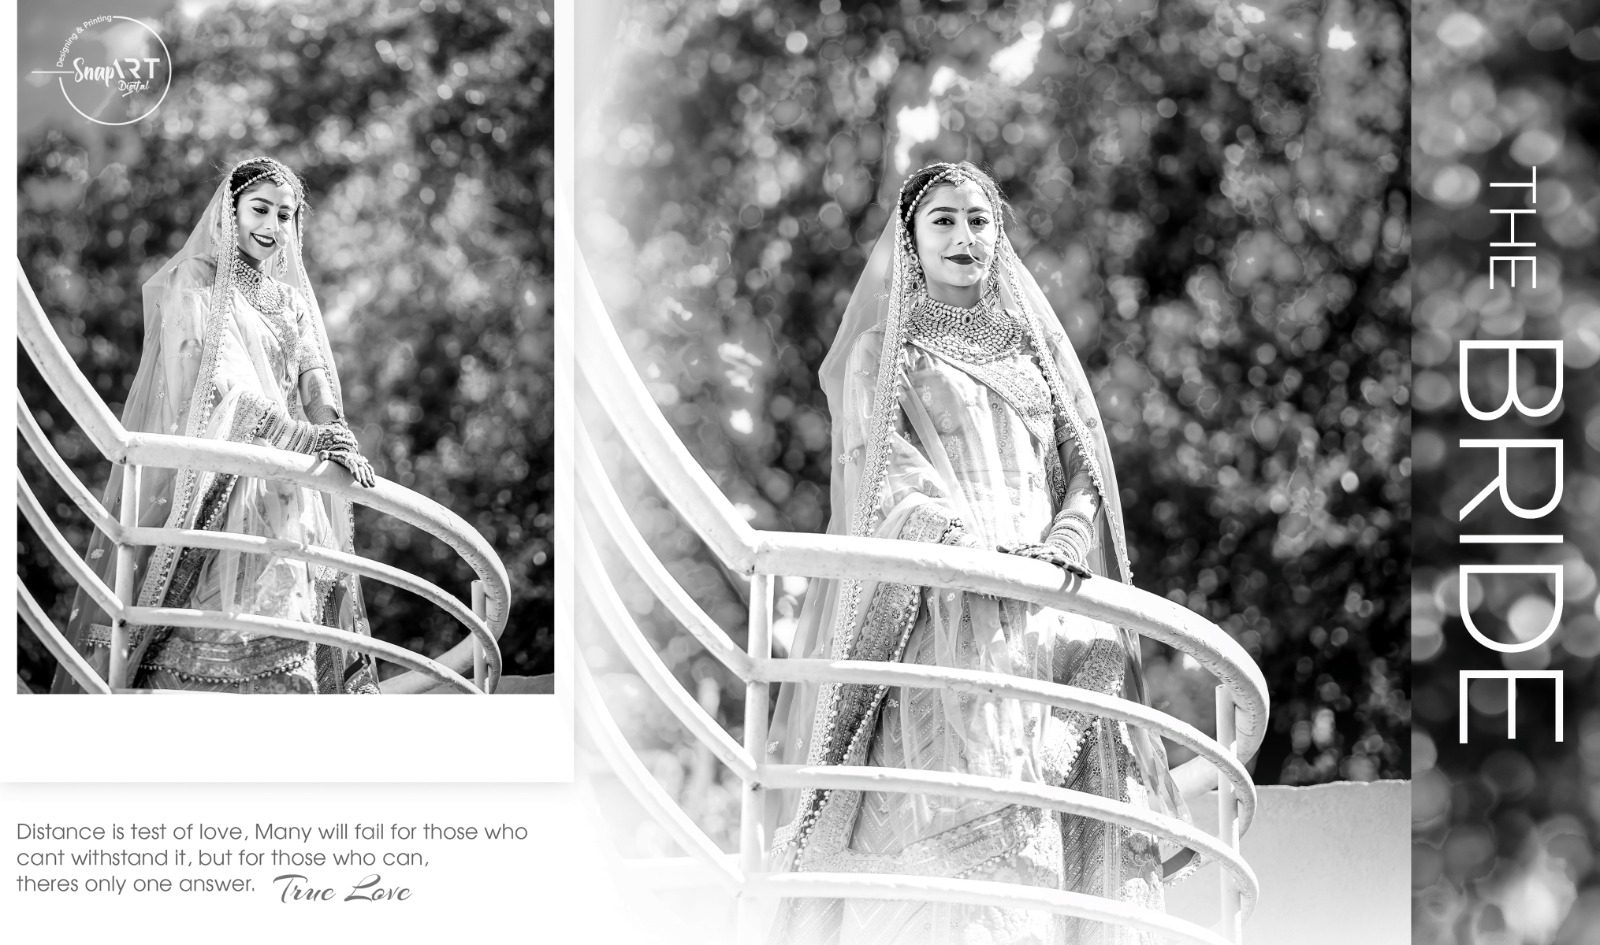 Designing & Printing
SnapART
Digital
THE BRIDE
Distance is test of love, Many will fail for those who
cant withstand it, but for those who can,
theres only one answer. True Love